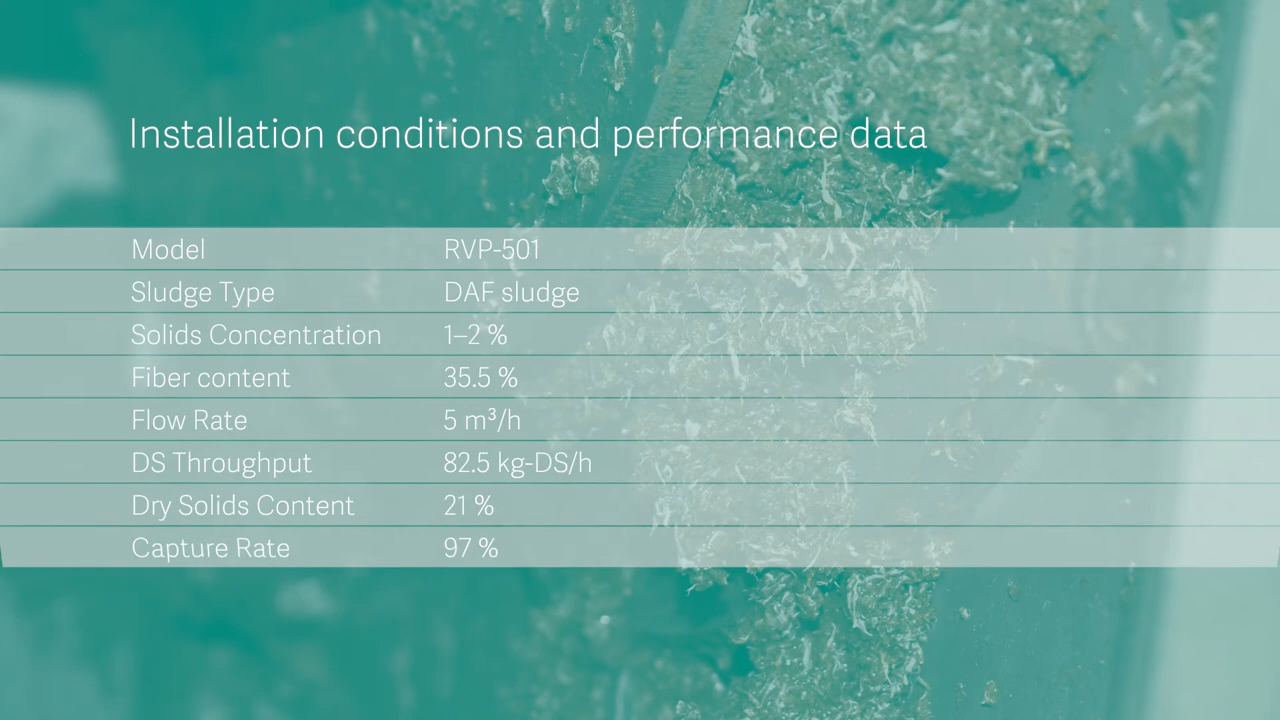 Installation conditions and performance data
Model RVP-501
Sludge Type DAF sludge
Solids Concentration 1–2 %
Fiber content 35.5 %
Flow Rate 5 m³/h
DS Throughput 82.5 kg-DS/h
Dry Solids Content 21 %
Capture Rate 97 %